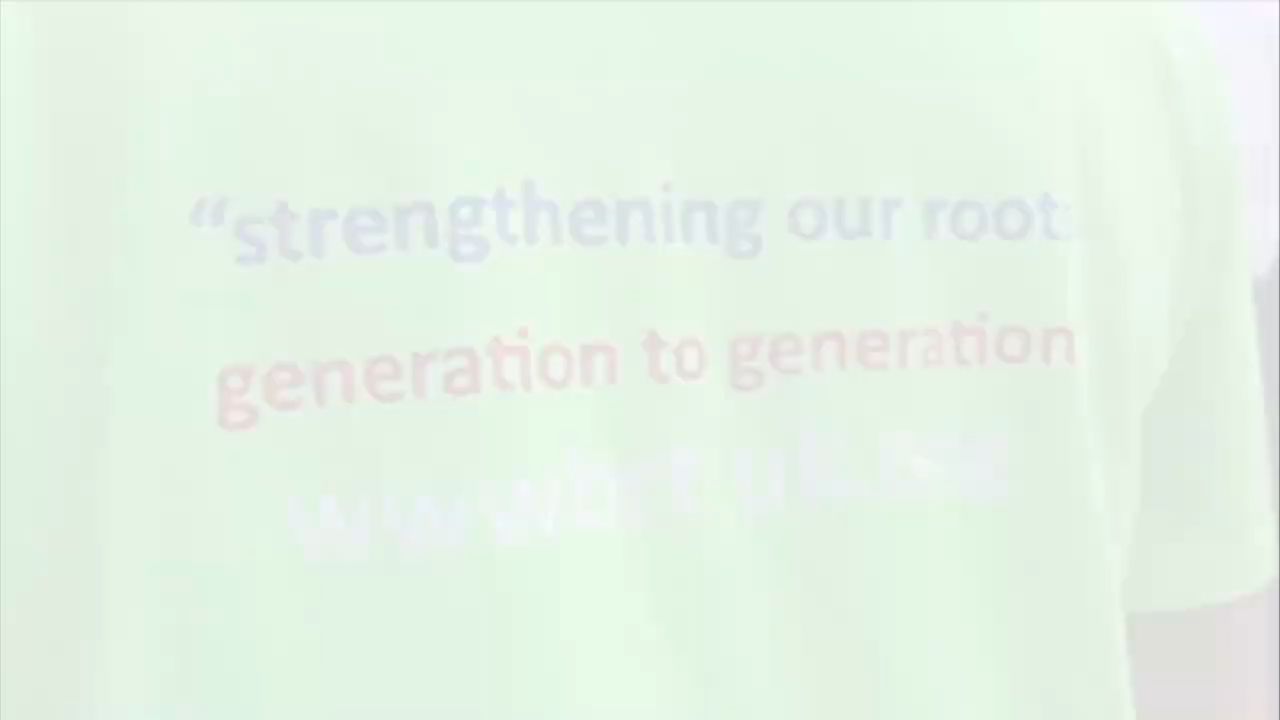 “strengthening our root
generation to generation